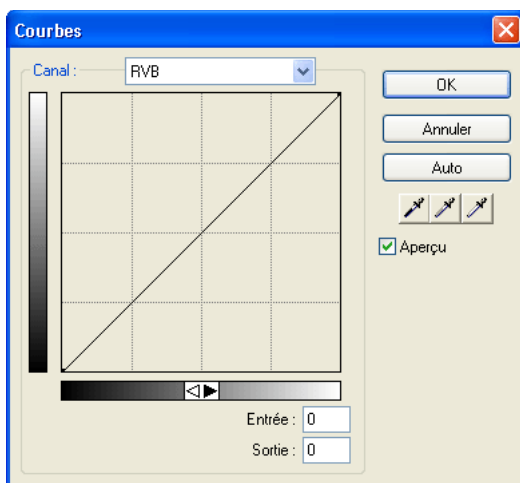 Courbes
Canal :
RVB
OK
Annuler
Auto
Aperçu
Entrée : 0
Sortie : 0